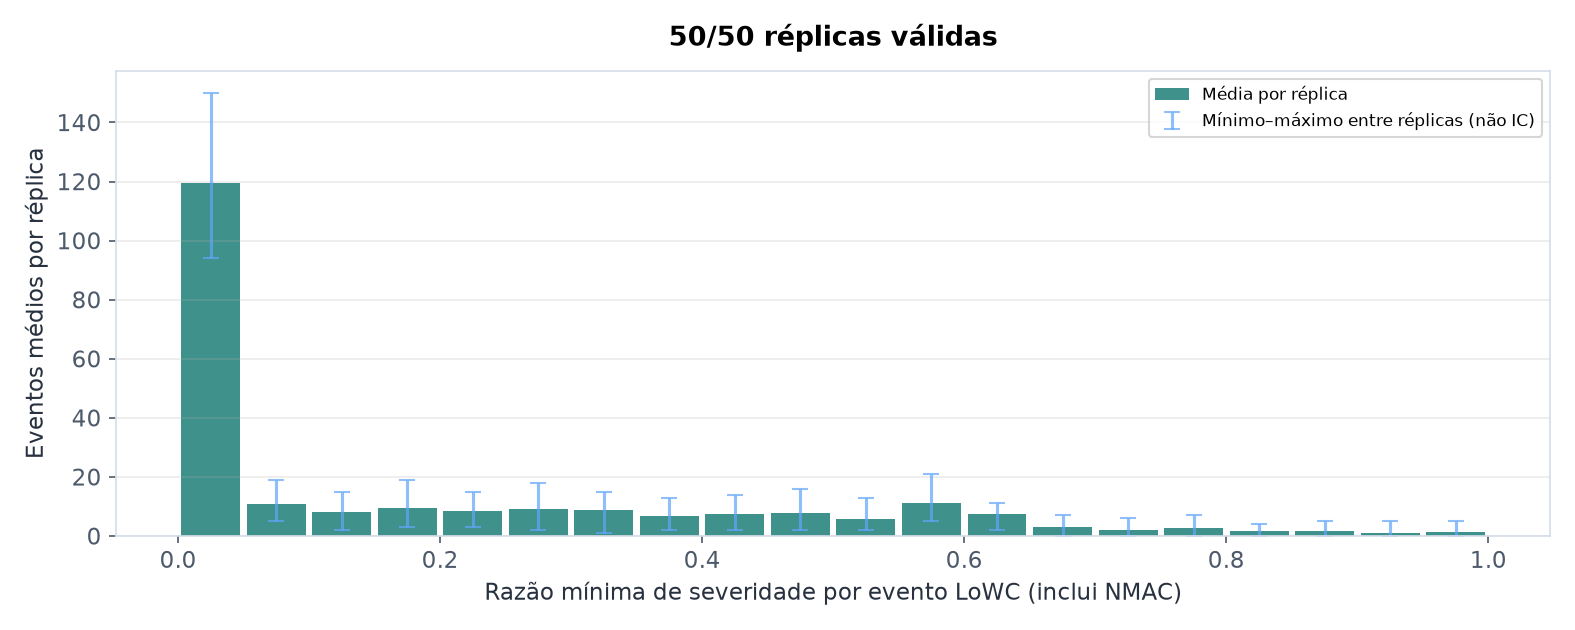 50/50 réplicas válidas
Média por réplica
Mínimo–máximo entre réplicas (não IC)
Eventos médios por réplica
140
120
100
80
60
40
20
0
0.0 0.2 0.4 0.6 0.8 1.0
Razão mínima de severidade por evento LoWC (inclui NMAC)